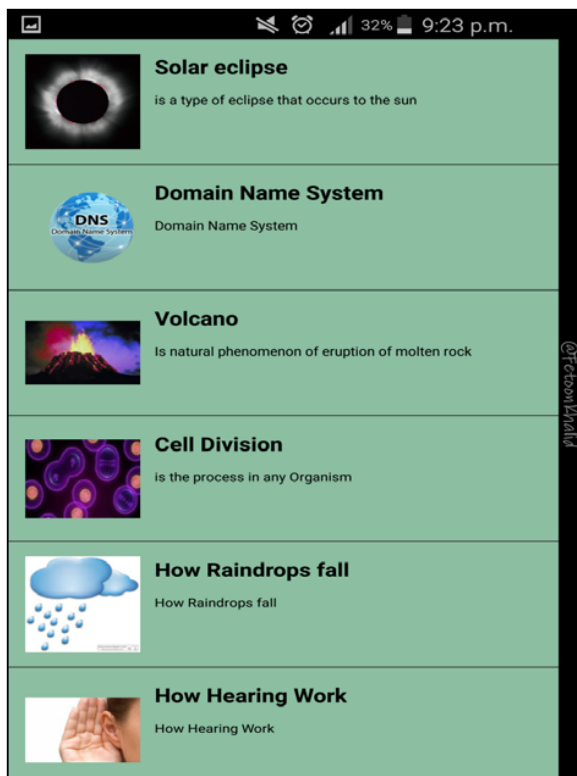 32% 9:23 p.m.
Solar eclipse
is a type of eclipse that occurs to the sun
DNS
Domain Name System
Domain Name System
Domain Name System
Volcano
Is natural phenomenon of eruption of molten rock
Cell Division
is the process in any Organism
How Raindrops fall
How Raindrops fall
How Hearing Work
How Hearing Work
@FetoonKhalid